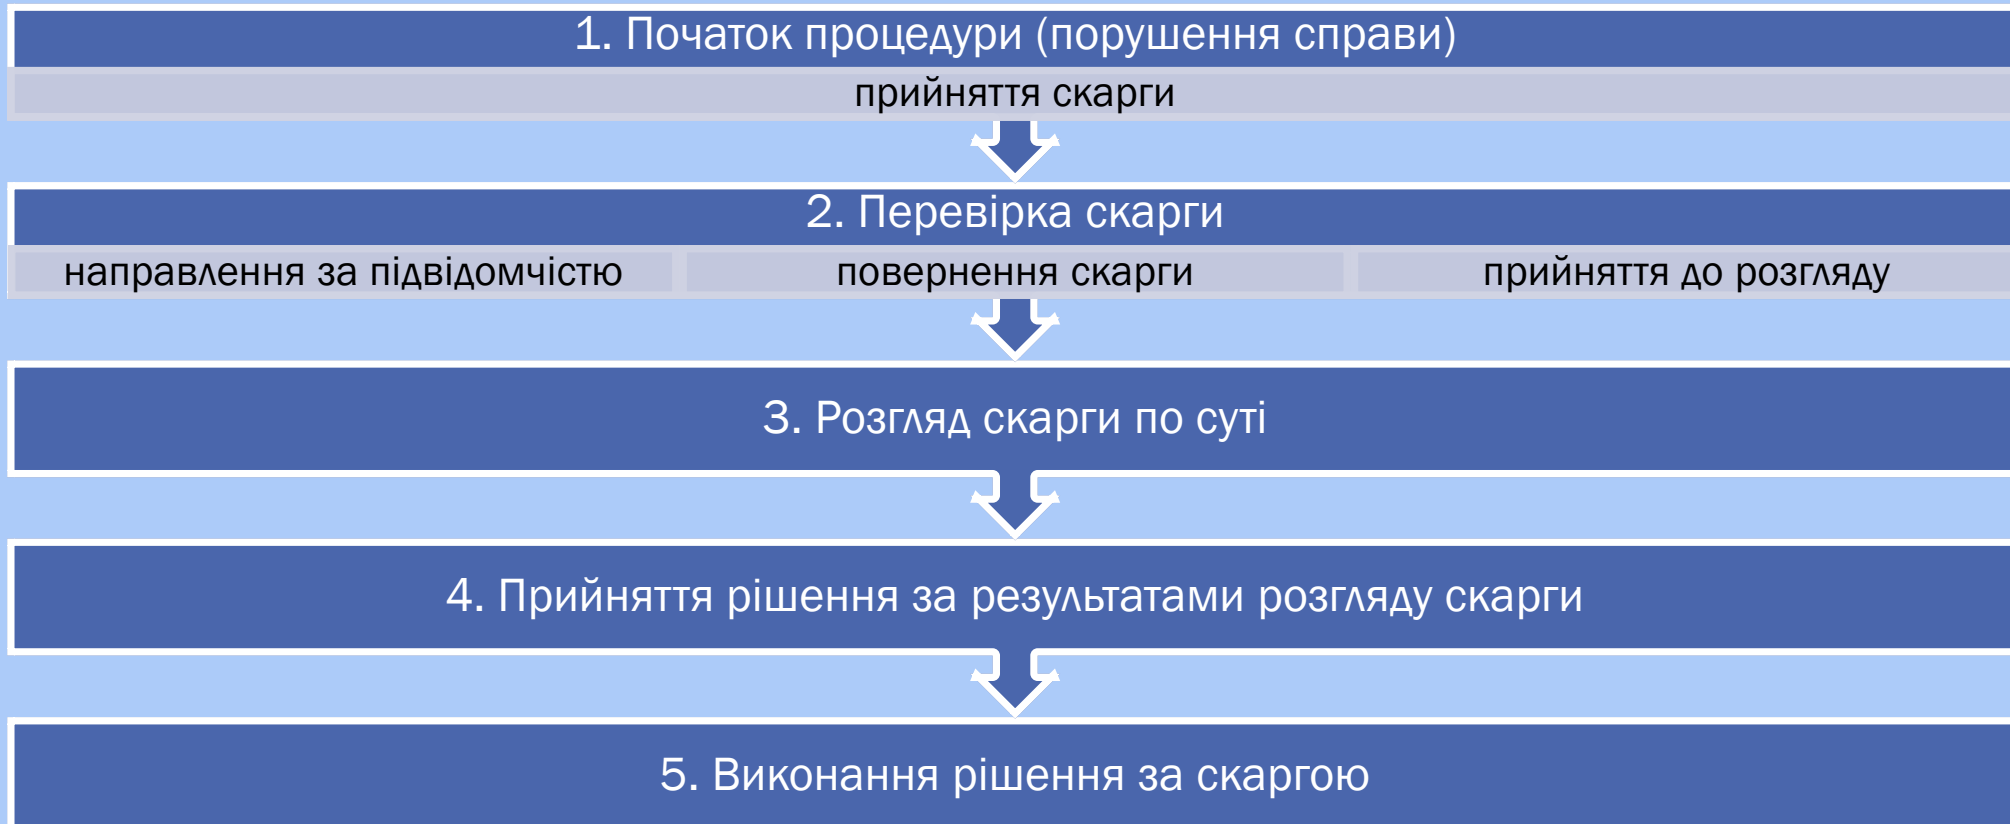 1. Початок процедури (порушення справи)
прийняття скарги
2. Перевірка скарги
направлення за підвідомчістю
повернення скарги
прийняття до розгляду
3. Розгляд скарги по суті
4. Прийняття рішення за результатами розгляду скарги
5. Виконання рішення за скаргою